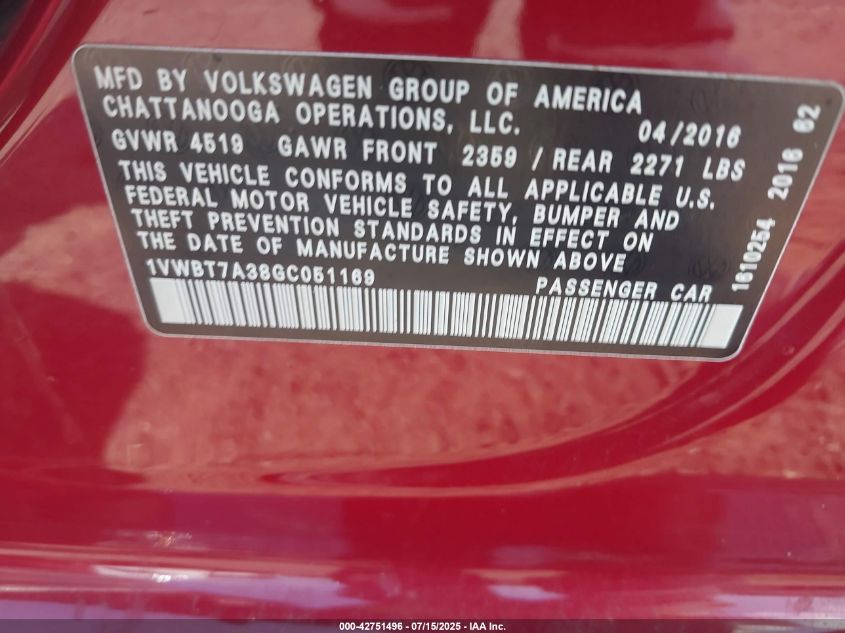 MFD BY VOLKSWAGEN GROUP OF AMERICA
CHATTANOOGA OPERATIONS, LLC. 04/2016
GVWR 4519 GAWR FRONT 2359 / REAR 2271 LBS
THIS VEHICLE CONFORMS TO ALL APPLICABLE U.S.
FEDERAL MOTOR VEHICLE SAFETY, BUMPER AND
THEFT PREVENTION STANDARDS IN EFFECT ON
THE DATE OF MANUFACTURE SHOWN ABOVE
1VWBT7A38GC051169 PASSENGER CAR
1610254 2016 62
000-42751496 - 07/15/2025 - IAA Inc.